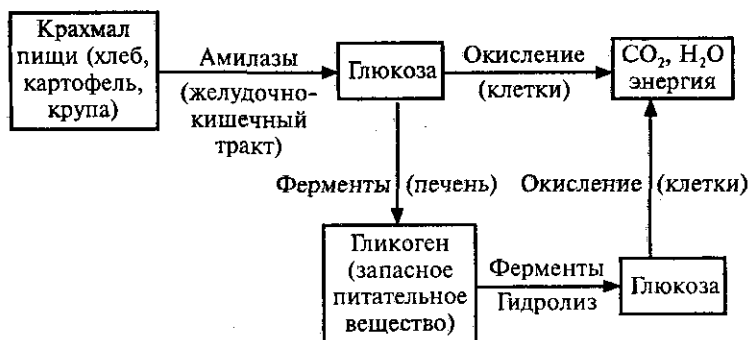 Крахмал
пищи (хлеб,
картофель,
крупа)
Амилазы
(желудочно-
кишечный
тракт)
Глюкоза
Окисление
(клетки)
CO₂, H₂O
энергия
Ферменты (печень)
Окисление (клетки)
Гликоген
(запасное
питательное
вещество)
Ферменты
Гидролиз
Глюкоза